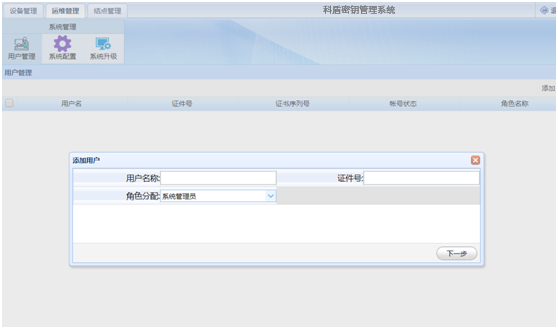 设备管理 运维管理 结点管理 科盾密钥管理系统
系统管理
用户管理 系统配置 系统升级
用户管理
添加
用户名 证件号 证书序列号 帐号状态 角色名称
添加用户
用户名称: 证件号:
角色分配: 系统管理员
下一步